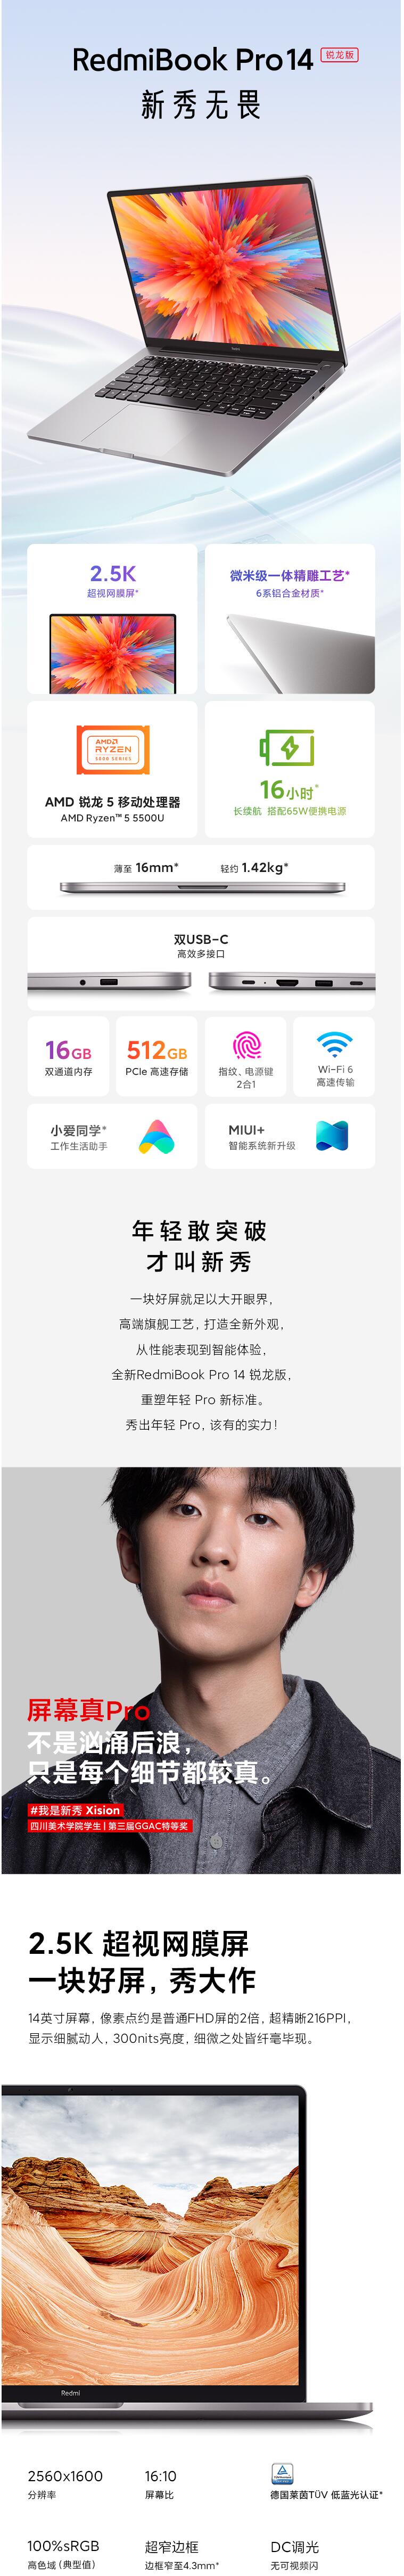 RedmiBook Pro 14 锐龙版
新秀无畏
Redmi
2.5K
超视网膜屏*
微米级一体精雕工艺*
6系铝合金材质*
AMD
RYZEN
5000 SERIES
AMD 锐龙 5 移动处理器
AMD Ryzen™ 5 5500U
16小时*
长续航 搭配65W便携电源
薄至 16mm*
轻约 1.42kg*
双USB-C
高效多接口
16GB
双通道内存
512GB
PCIe 高速存储
指纹、电源键
2合1
Wi-Fi 6
高速传输
小爱同学*
工作生活助手
MIUI+
智能系统新升级
年轻敢突破
才叫新秀
一块好屏就足以大开眼界，
高端旗舰工艺，打造全新外观，
从性能表现到智能体验，
全新RedmiBook Pro 14 锐龙版，
重塑年轻 Pro 新标准。
秀出年轻 Pro，该有的实力！
屏幕真Pro
不是汹涌后浪，
只是每个细节都较真。
#我是新秀 Xision
四川美术学院学生 | 第三届GGAC特等奖
2.5K 超视网膜屏
一块好屏，秀大作
14英寸屏幕，像素点约是普通FHD屏的2倍，超精晰216PPI，
显示细腻动人，300nits亮度，细微之处皆纤毫毕现。
Redmi
2560x1600
分辨率
16:10
屏幕比
德国莱茵TÜV 低蓝光认证*
100%sRGB
高色域 (典型值)
超窄边框
边框窄至4.3mm*
DC调光
无可视频闪